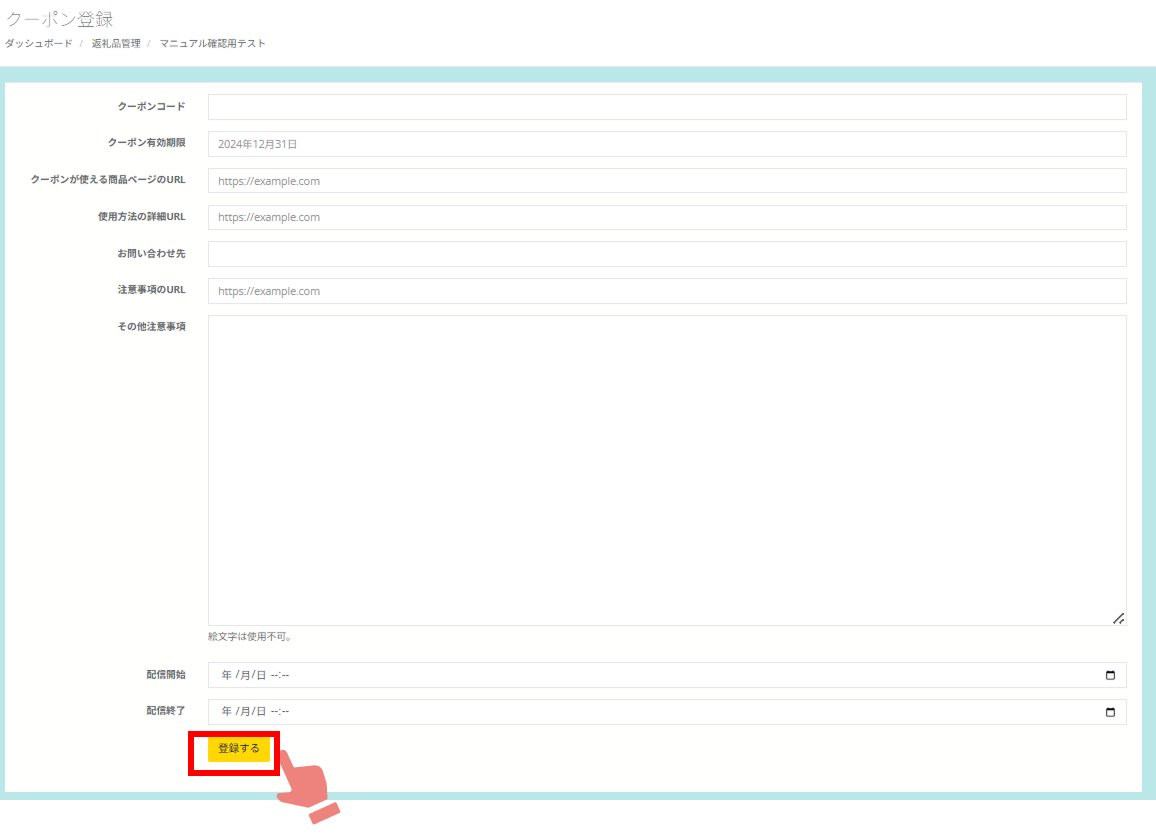 クーポン登録
ダッシュボード / 返礼品管理 / マニュアル確認用テスト
クーポンコード
クーポン有効期限 2024年12月31日
クーポンが使える商品ページのURL https://example.com
使用方法の詳細URL https://example.com
お問い合わせ先
注意事項のURL https://example.com
その他注意事項
絵文字は使用不可。
配信開始 年 /月/日 --:--
配信終了 年 /月/日 --:--
登録する